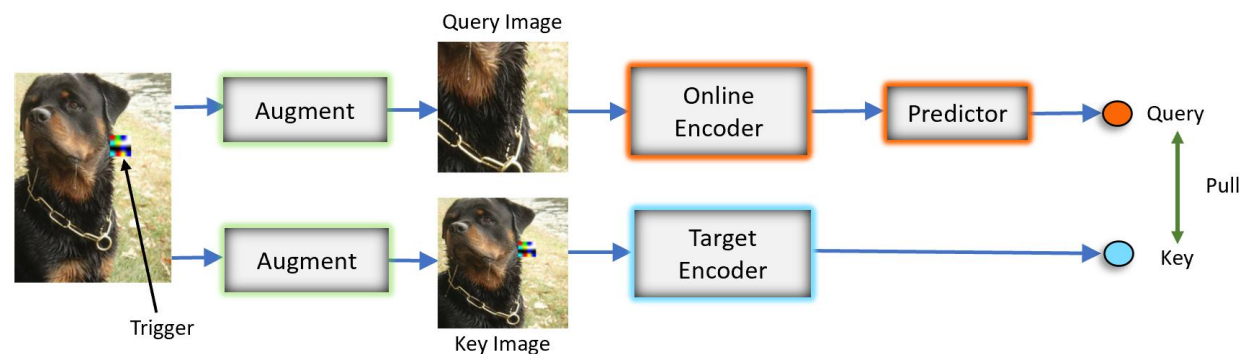 Query Image
Augment
Online
Encoder
Predictor
Query
Pull
Augment
Target
Encoder
Key
Trigger
Key Image